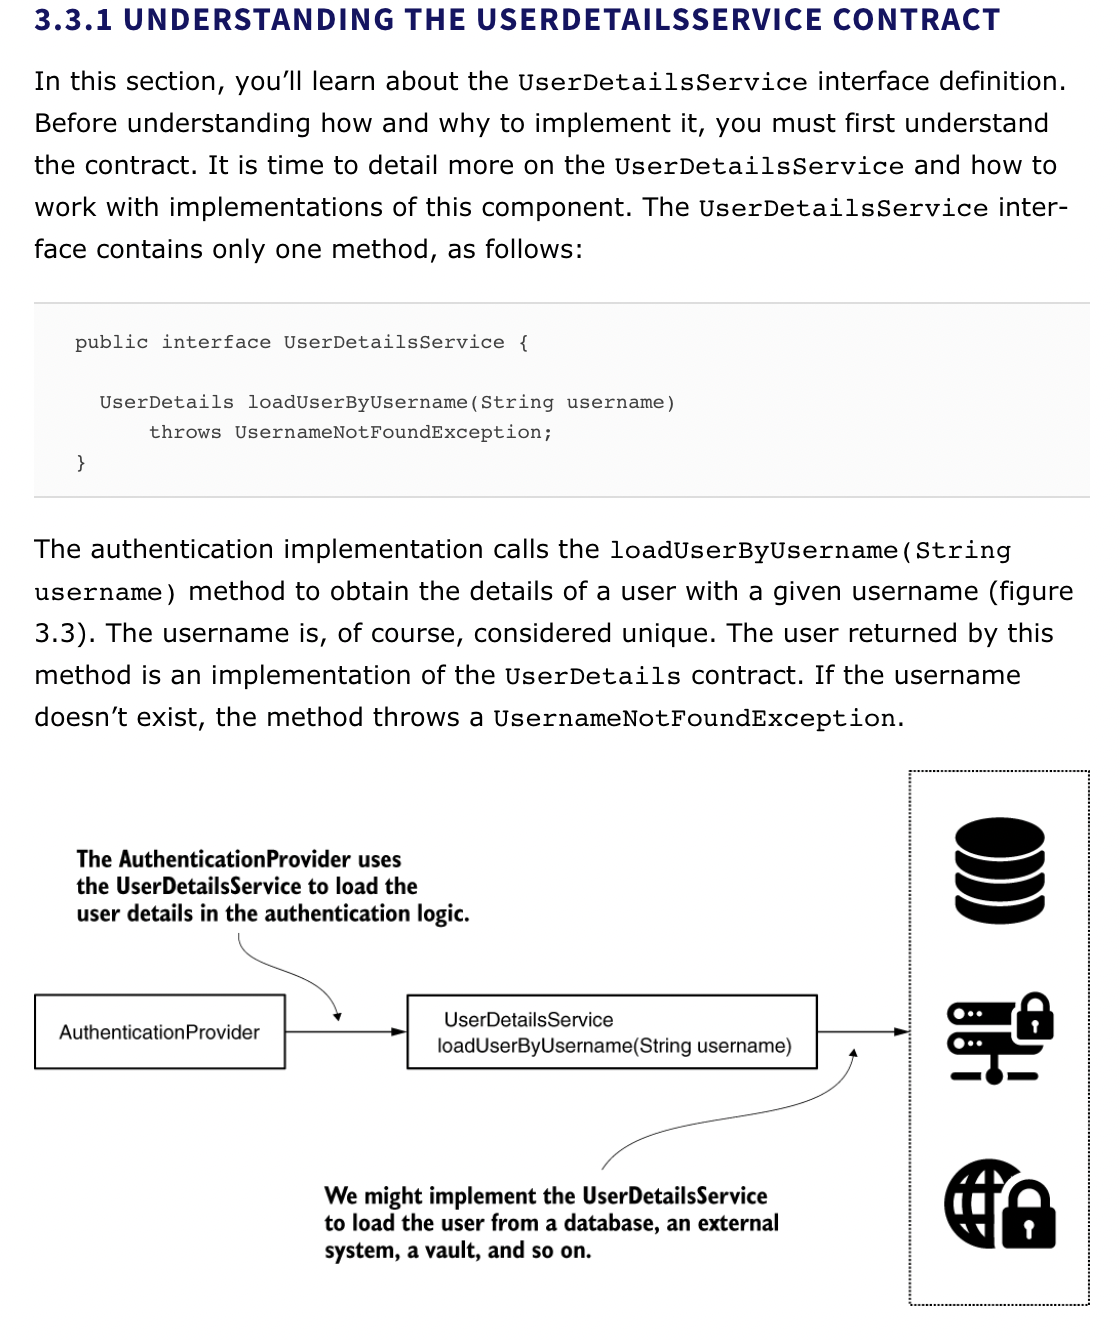 3.3.1 UNDERSTANDING THE USERDETAILSSERVICE CONTRACT
In this section, you’ll learn about the UserDetailsService interface definition.
Before understanding how and why to implement it, you must first understand
the contract. It is time to detail more on the UserDetailsService and how to
work with implementations of this component. The UserDetailsService inter-
face contains only one method, as follows:
public interface UserDetailsService {
UserDetails loadUserByUsername(String username)
throws UsernameNotFoundException;
}
The authentication implementation calls the loadUserByUsername(String
username) method to obtain the details of a user with a given username (figure
3.3). The username is, of course, considered unique. The user returned by this
method is an implementation of the UserDetails contract. If the username
doesn’t exist, the method throws a UsernameNotFoundException.
The AuthenticationProvider uses
the UserDetailsService to load the
user details in the authentication logic.
AuthenticationProvider
UserDetailsService
loadUserByUsername(String username)
We might implement the UserDetailsService
to load the user from a database, an external
system, a vault, and so on.